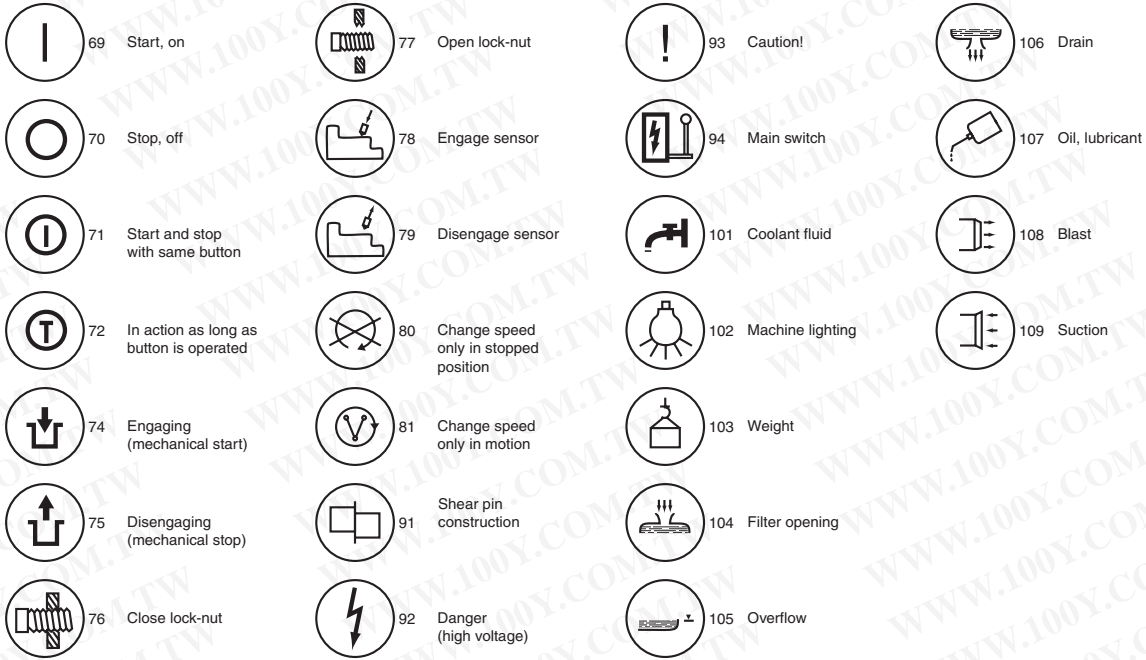 69 Start, on
70 Stop, off
71 Start and stop
with same button
72 In action as long as
button is operated
74 Engaging
(mechanical start)
75 Disengaging
(mechanical stop)
76 Close lock-nut
77 Open lock-nut
78 Engage sensor
79 Disengage sensor
80 Change speed
only in stopped
position
81 Change speed
only in motion
91 Shear pin
construction
92 Danger
(high voltage)
93 Caution!
94 Main switch
101 Coolant fluid
102 Machine lighting
103 Weight
104 Filter opening
105 Overflow
106 Drain
107 Oil, lubricant
108 Blast
109 Suction
WWW.100Y.COM.TW